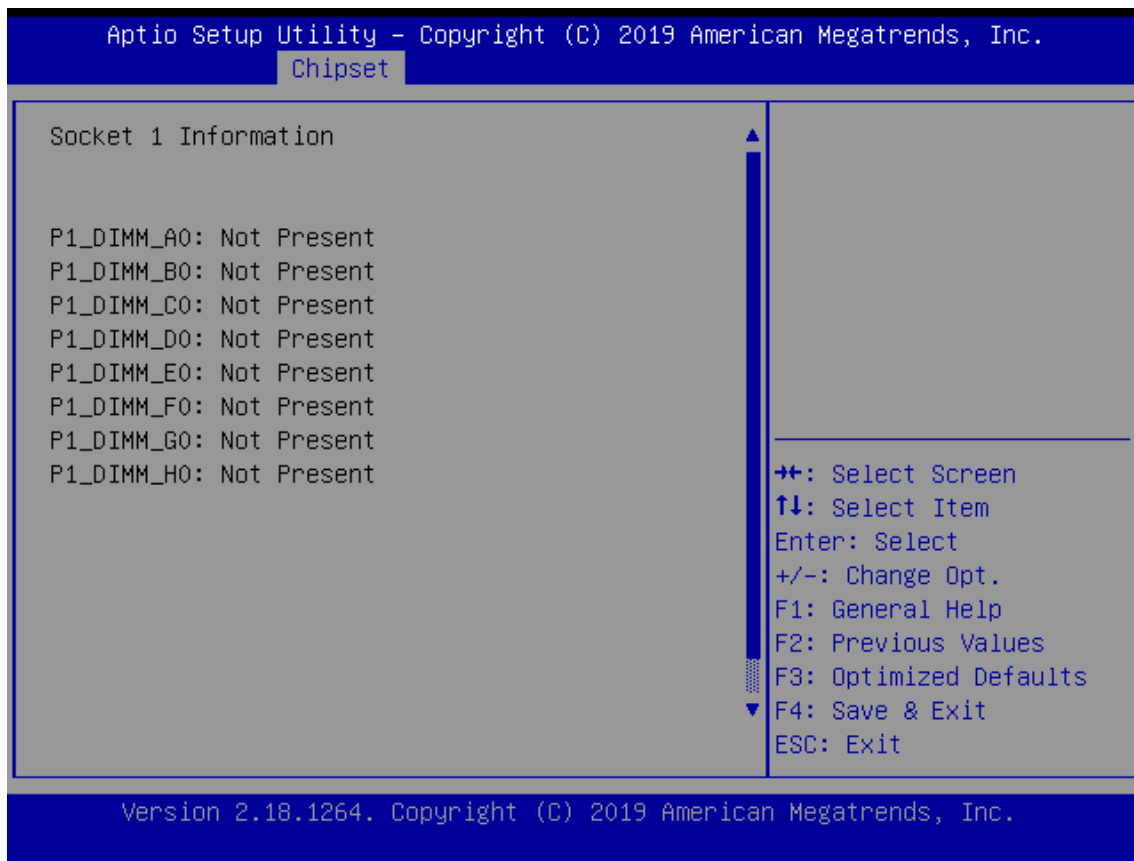 Aptio Setup Utility – Copyright (C) 2019 American Megatrends, Inc.
Chipset
Socket 1 Information
P1_DIMM_A0: Not Present
P1_DIMM_B0: Not Present
P1_DIMM_C0: Not Present
P1_DIMM_D0: Not Present
P1_DIMM_E0: Not Present
P1_DIMM_F0: Not Present
P1_DIMM_G0: Not Present
P1_DIMM_H0: Not Present
→←: Select Screen
↑↓: Select Item
Enter: Select
+/-: Change Opt.
F1: General Help
F2: Previous Values
F3: Optimized Defaults
F4: Save & Exit
ESC: Exit
Version 2.18.1264. Copyright (C) 2019 American Megatrends, Inc.